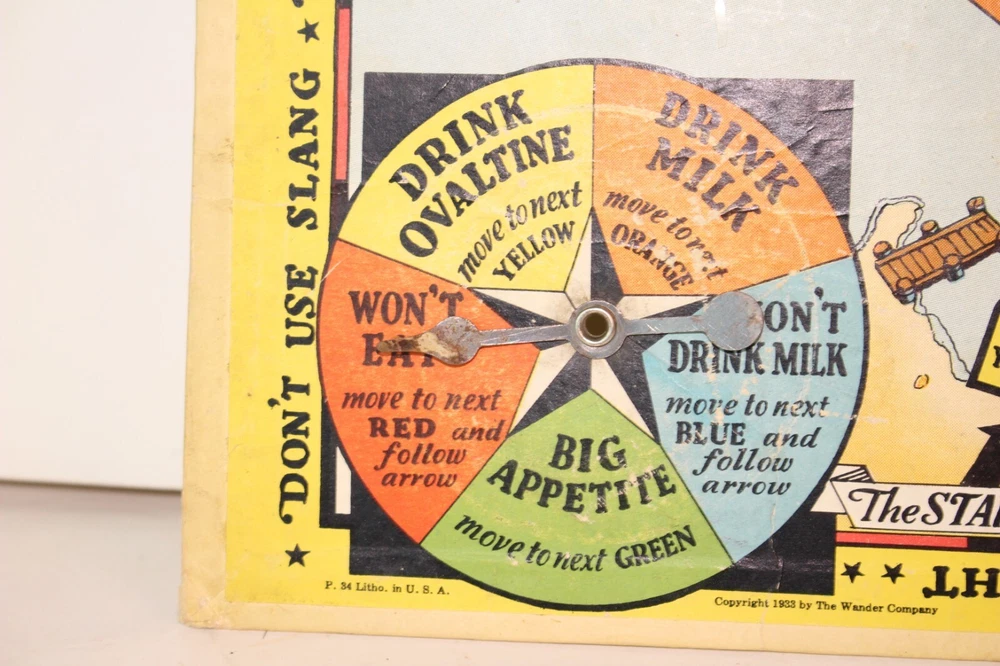 DON'T USE SLANG
DRINK
OVALTINE
move to next
YELLOW
DRINK
MILK
move to next
ORANGE
WON'T
EAT
move to next
RED and
follow
arrow
WON'T
DRINK MILK
move to next
BLUE and
follow
arrow
BIG
APPETITE
move to next GREEN
The STA
P. 34 Litho. in U. S. A.
Copyright 1933 by The Wander Company